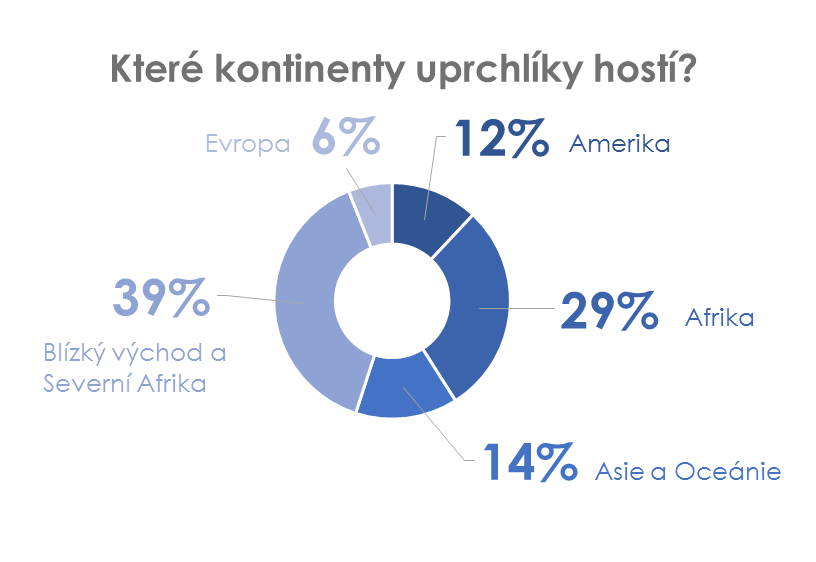 Které kontinenty uprchlíky hostí?
Evropa 6%
12% Amerika
39%
Blízký východ a
Severní Afrika
29% Afrika
14% Asie a Oceánie